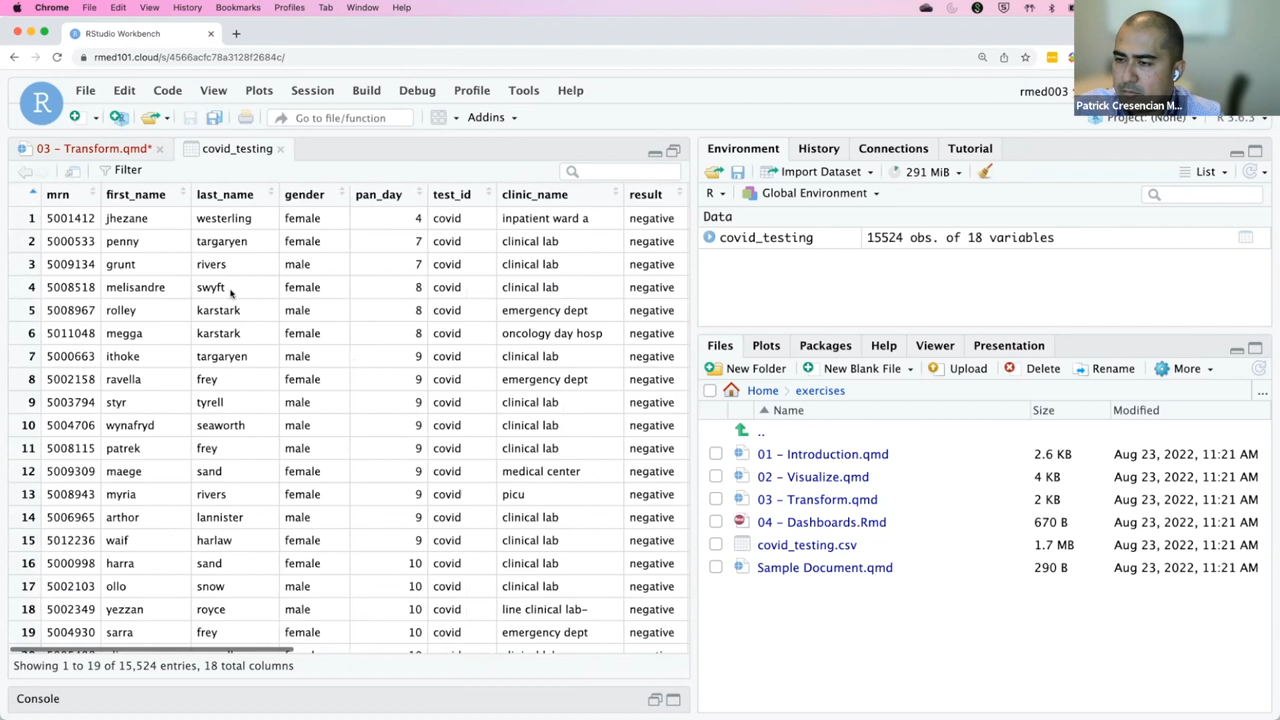 Chrome File Edit View History Bookmarks Profiles Tab Window Help
RStudio Workbench
rmed101.cloud/s/4566acfc78a3128f2684c/
Patrick Cresencian M...
R File Edit Code View Plots Session Build Debug Profile Tools Help
rmed003
Go to file/function Addins
Project: (None) R 3.6.3
03 – Transform.qmd* covid_testing
Filter
mrn first_name last_name gender pan_day test_id clinic_name result
1 5001412 jhezane westerling female 4 covid inpatient ward a negative
2 5000533 penny targaryen female 7 covid clinical lab negative
3 5009134 grunt rivers male 7 covid clinical lab negative
4 5008518 melisandre swyft female 8 covid clinical lab negative
5 5008967 rolley karstark male 8 covid emergency dept negative
6 5011048 megga karstark female 8 covid oncology day hosp negative
7 5000663 ithoke targaryen male 9 covid clinical lab negative
8 5002158 ravella frey female 9 covid emergency dept negative
9 5003794 styr tyrell male 9 covid clinical lab negative
10 5004706 wynafryd seaworth male 9 covid clinical lab negative
11 5008115 patrek frey male 9 covid clinical lab negative
12 5009309 maege sand female 9 covid medical center negative
13 5008943 myria rivers female 9 covid picu negative
14 5006965 arthor lannister male 9 covid clinical lab negative
15 5012236 waif harlaw female 9 covid clinical lab negative
16 5000998 harra sand female 10 covid clinical lab negative
17 5002103 ollo snow male 10 covid clinical lab negative
18 5002349 yezzan royce male 10 covid line clinical lab– negative
19 5004930 sarra frey female 10 covid emergency dept negative
Showing 1 to 19 of 15,524 entries, 18 total columns
Console
Environment History Connections Tutorial
Import Dataset 291 MiB List
R Global Environment
Data
covid_testing 15524 obs. of 18 variables
Files Plots Packages Help Viewer Presentation
New Folder New Blank File Upload Delete Rename More
Home exercises
Name Size Modified
..
01 – Introduction.qmd 2.6 KB Aug 23, 2022, 11:21 AM
02 – Visualize.qmd 4 KB Aug 23, 2022, 11:21 AM
03 – Transform.qmd 2 KB Aug 23, 2022, 11:21 AM
04 – Dashboards.Rmd 670 B Aug 23, 2022, 11:21 AM
covid_testing.csv 1.7 MB Aug 23, 2022, 11:21 AM
Sample Document.qmd 290 B Aug 23, 2022, 11:21 AM